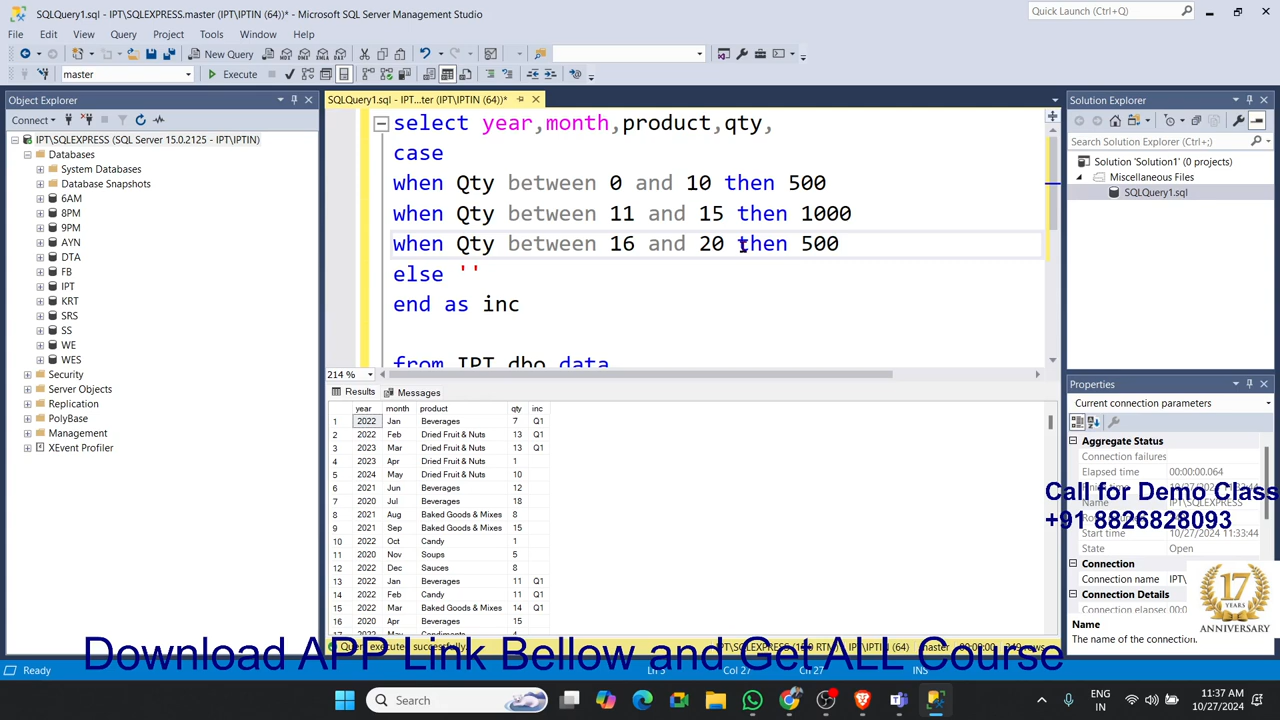 SQLQuery1.sql - IPT\SQLEXPRESS.master (IPT\IPTIN (64))* - Microsoft SQL Server Management Studio
Quick Launch (Ctrl+Q)
File Edit View Query Project Tools Window Help
New Query
master
Execute
Object Explorer
Connect
IPT\SQLEXPRESS (SQL Server 15.0.2125 - IPT\IPTIN)
Databases
System Databases
Database Snapshots
6AM
8PM
9PM
AYN
DTA
FB
IPT
KRT
SRS
SS
WE
WES
Security
Server Objects
Replication
PolyBase
Management
XEvent Profiler
SQLQuery1.sql - IPT...ter (IPT\IPTIN (64))*
select year,month,product,qty,
case
when Qty between 0 and 10 then 500
when Qty between 11 and 15 then 1000
when Qty between 16 and 20 then 500
else ''
end as inc
from IPT.dbo.data
214 %
Results Messages
year month product qty inc
1 2022 Jan Beverages 7 Q1
2 2022 Feb Dried Fruit & Nuts 13 Q1
3 2023 Mar Dried Fruit & Nuts 13 Q1
4 2023 Apr Dried Fruit & Nuts 1
5 2024 May Dried Fruit & Nuts 10
6 2021 Jun Beverages 12
7 2020 Jul Beverages 18
8 2021 Aug Baked Goods & Mixes 8
9 2021 Sep Baked Goods & Mixes 15
10 2022 Oct Candy 1
11 2020 Nov Soups 5
12 2022 Dec Sauces 8
13 2022 Jan Beverages 11 Q1
14 2022 Feb Candy 11 Q1
15 2022 Mar Baked Goods & Mixes 14 Q1
16 2020 Apr Beverages 15
17 2022 May Condiments 4
Solution Explorer
Search Solution Explorer (Ctrl+;)
Solution 'Solution1' (0 projects)
Miscellaneous Files
SQLQuery1.sql
Properties
Current connection parameters
Aggregate Status
Connection failures
Elapsed time 00:00:00.064
Call for Demo Class
+91 8826828093
Start time 10/27/2024 11:33:44
State Open
Connection
Connection name IPT\
Connection Details
Connection elapsed
Name
The name of the connection.
17
YEARS
ANNIVERSARY
Query executed successfully.
IPT\IPTIN (64) master 00:00:00
Download APP Link Bellow and Get ALL Course
Ready Ln 5 Col 27 Ch 27 INS
Search
ENG
IN
11:37 AM
10/27/2024